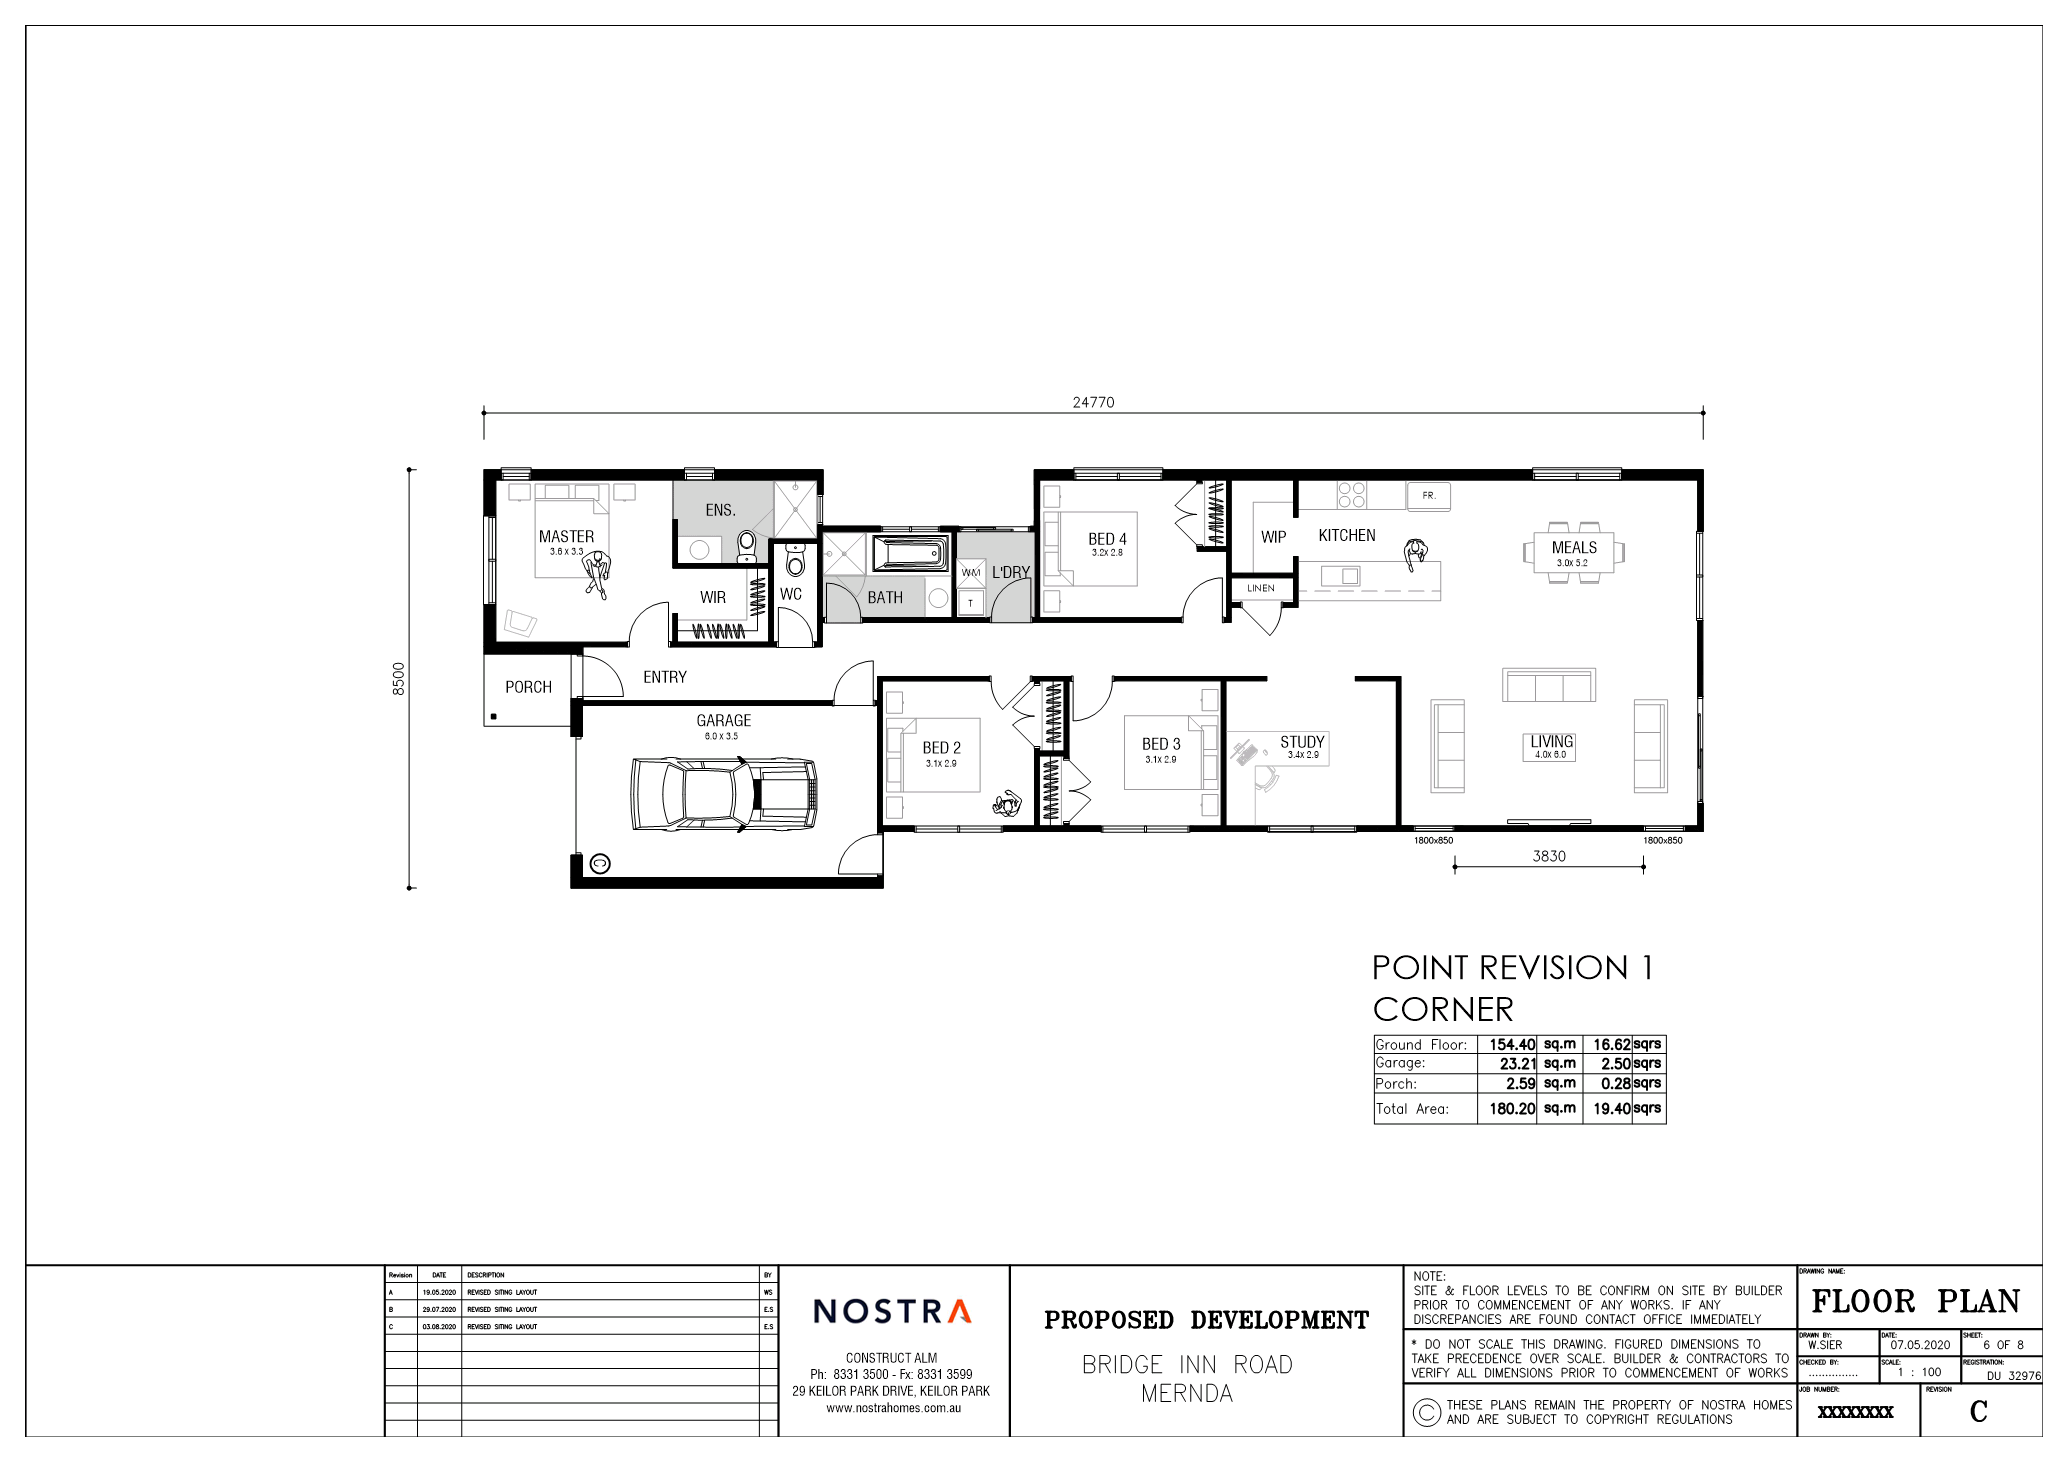 24770
8500
MASTER
3.6 x 3.3
ENS.
WIR
WC
BATH
W-M
T
L'DRY
BED 4
3.2x 2.8
WIP
LINEN
KITCHEN
FR.
MEALS
3.0x 5.2
PORCH
ENTRY
GARAGE
6.0 x 3.5
C
BED 2
3.1x 2.9
BED 3
3.1x 2.9
STUDY
3.4x 2.9
LIVING
4.0x 6.0
1800x850
1800x850
3830
POINT REVISION 1
CORNER
Ground Floor: 154.40 sq.m 16.62 sqrs
Garage: 23.21 sq.m 2.50 sqrs
Porch: 2.59 sq.m 0.28 sqrs
Total Area: 180.20 sq.m 19.40 sqrs
Revision DATE DESCRIPTION BY
A 19.05.2020 REVISED SITING LAYOUT WS
B 29.07.2020 REVISED SITING LAYOUT E.S
C 03.08.2020 REVISED SITING LAYOUT E.S
NOSTRA
CONSTRUCT ALM
Ph: 8331 3500 - Fx: 8331 3599
29 KEILOR PARK DRIVE, KEILOR PARK
www.nostrahomes.com.au
PROPOSED DEVELOPMENT
BRIDGE INN ROAD
MERNDA
NOTE:
SITE & FLOOR LEVELS TO BE CONFIRM ON SITE BY BUILDER
PRIOR TO COMMENCEMENT OF ANY WORKS. IF ANY
DISCREPANCIES ARE FOUND CONTACT OFFICE IMMEDIATELY
* DO NOT SCALE THIS DRAWING. FIGURED DIMENSIONS TO
TAKE PRECEDENCE OVER SCALE. BUILDER & CONTRACTORS TO
VERIFY ALL DIMENSIONS PRIOR TO COMMENCEMENT OF WORKS
© THESE PLANS REMAIN THE PROPERTY OF NOSTRA HOMES
AND ARE SUBJECT TO COPYRIGHT REGULATIONS
DRAWING NAME:
FLOOR PLAN
DRAWN BY: DATE: SHEET:
W.SIER 07.05.2020 6 OF 8
CHECKED BY: SCALE: REGISTRATION:
............... 1 : 100 DU 32976
JOB NUMBER: REVISION
XXXXXXXX C